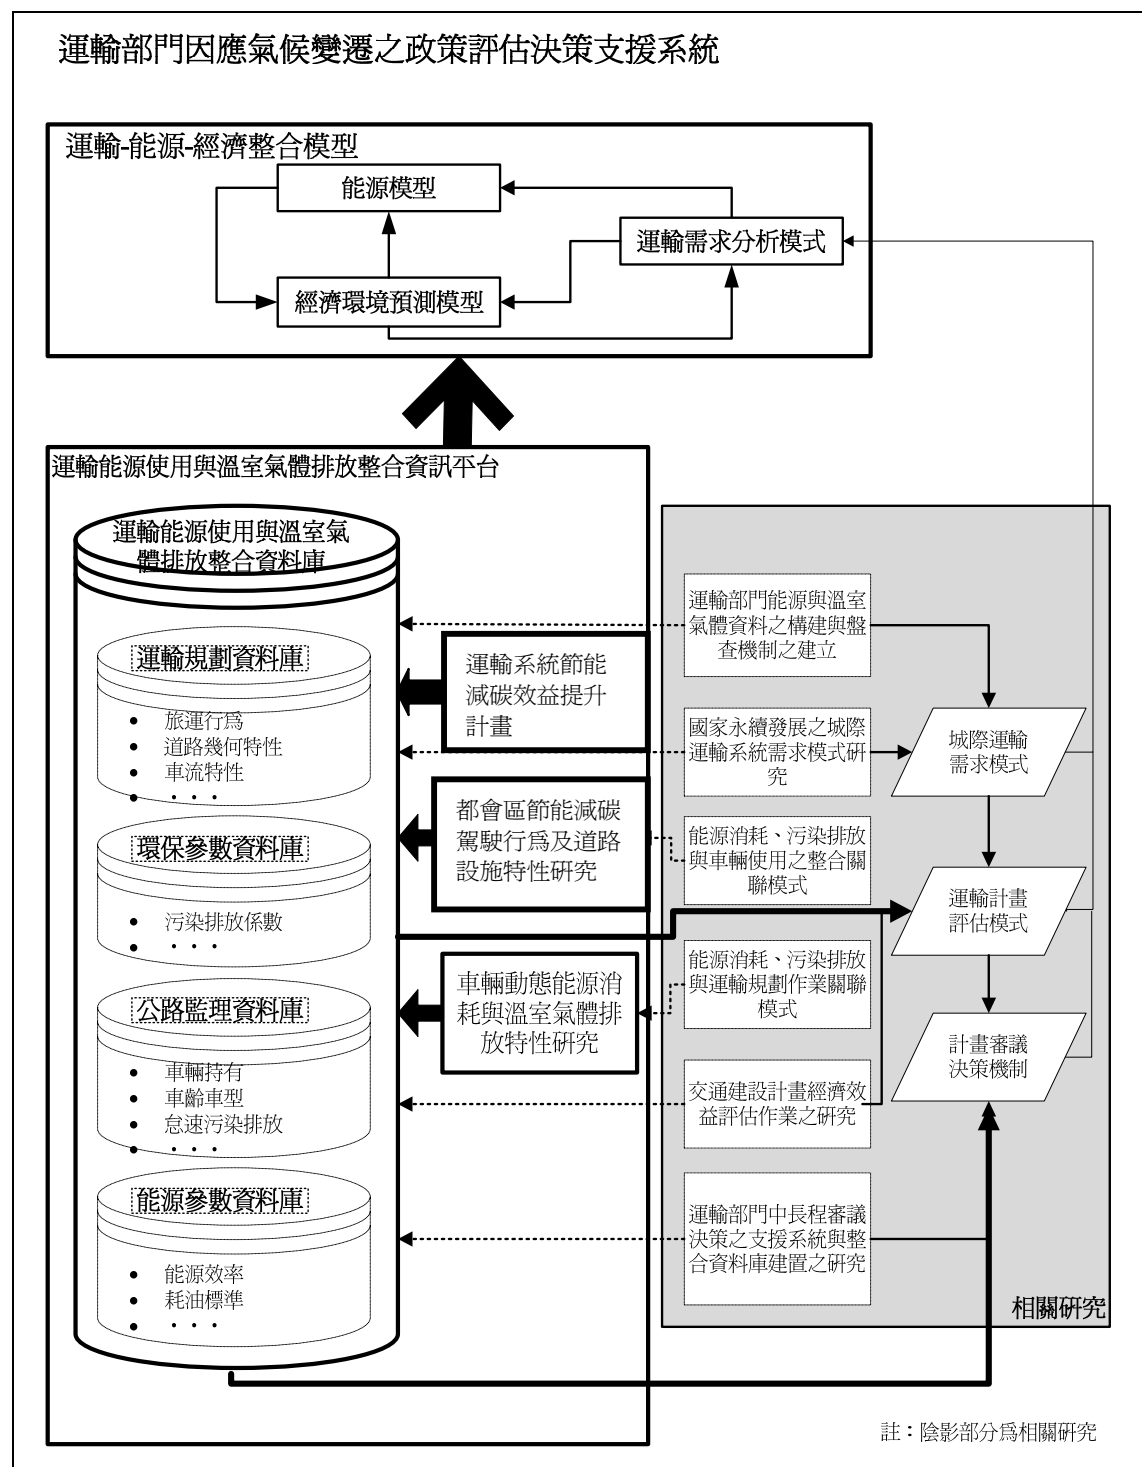 運輸部門因應氣候變遷之政策評估決策支援系統
運輸-能源-經濟整合模型
能源模型
運輸需求分析模式
經濟環境預測模型
運輸能源使用與溫室氣體排放整合資訊平台
運輸能源使用與溫室氣
體排放整合資料庫
運輸規劃資料庫
• 旅運行為
• 道路幾何特性
• 車流特性
• ・・・
環保參數資料庫
• 污染排放係數
• ・・・
公路監理資料庫
• 車輛持有
• 車齡車型
• 怠速污染排放
• ・・・
能源參數資料庫
• 能源效率
• 耗油標準
• ・・・
運輸系統節能
減碳效益提升
計畫
都會區節能減碳
駕駛行為及道路
設施特性研究
車輛動態能源消
耗與溫室氣體排
放特性研究
運輸部門能源與溫室
氣體資料之構建與盤
查機制之建立
國家永續發展之城際
運輸系統需求模式研
究
能源消耗、污染排放
與車輛使用之整合關
聯模式
能源消耗、污染排放
與運輸規劃作業關聯
模式
交通建設計畫經濟效
益評估作業之研究
運輸部門中長程審議
決策之支援系統與整
合資料庫建置之研究
城際運輸
需求模式
運輸計畫
評估模式
計畫審議
決策機制
相關研究
註：陰影部分為相關研究